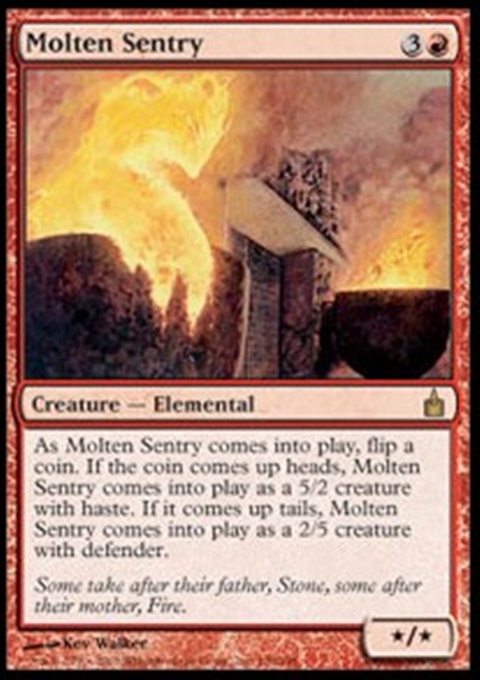 Molten Sentry 3
Creature — Elemental
As Molten Sentry comes into play, flip a
coin. If the coin comes up heads, Molten
Sentry comes into play as a 5/2 creature
with haste. If it comes up tails, Molten
Sentry comes into play as a 2/5 creature
with defender.
Some take after their father, Stone, some after
their mother, Fire.
Kev Walker
★/★